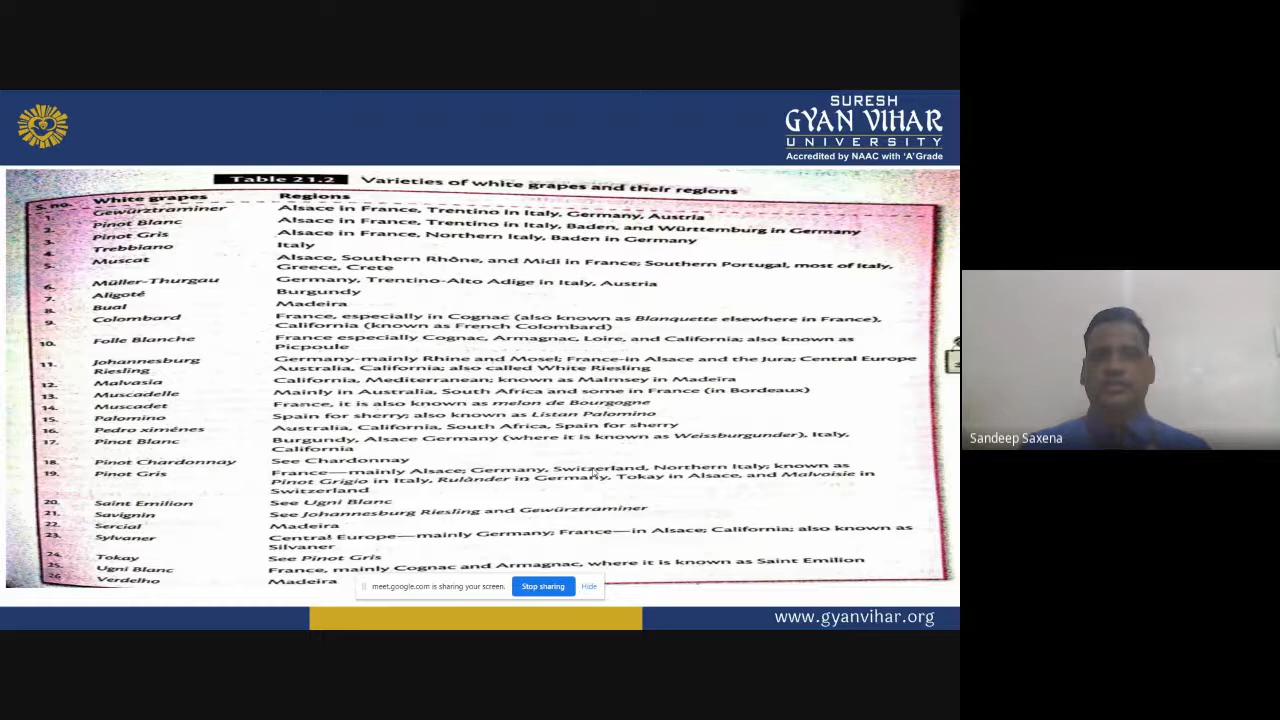 SURESH
GYAN VIHAR
UNIVERSITY
Accredited by NAAC with 'A'Grade
Table 21.2 Varieties of white grapes and their regions
S. no. White grapes Regions
1. Gewürztraminer Alsace in France, Trentino in Italy, Germany, Austria
2. Pinot Blanc Alsace in France, Trentino in Italy, Baden, and Württemburg in Germany
3. Pinot Gris Alsace in France, Northern Italy, Baden in Germany
4. Trebbiano Italy
5. Muscat Alsace, Southern Rhône, and Midi in France; Southern Portugal, most of Italy,
Greece, Crete
6. Müller-Thurgau Germany, Trentino-Alto Adige in Italy, Austria
7. Aligoté Burgundy
8. Bual Madeira
9. Colombard France, especially in Cognac (also known as Blanquette elsewhere in France),
California (known as French Colombard)
10. Folle Blanche France especially Cognac, Armagnac, Loire, and California; also known as
Picpoule
11. Johannesburg Germany-mainly Rhine and Mosel; France-in Alsace and the Jura; Central Europe
Riesling Australia, California; also called White Riesling
12. Malvasia California, Mediterranean; known as Malmsey in Madeira
13. Muscadelle Mainly in Australia, South Africa and some in France (in Bordeaux)
14. Muscadet France, it is also known as melon de Bourgogne
15. Palomino Spain for sherry; also known as Listan Palomino
16. Pedro ximénes Australia, California, South Africa, Spain for sherry
17. Pinot Blanc Burgundy, Alsace Germany (where it is known as Weissburgunder), Italy,
California
18. Pinot Chardonnay See Chardonnay
19. Pinot Gris France—mainly Alsace; Germany, Switzerland, Northern Italy; known as
Pinot Grigio in Italy, Ruländer in Germany, Tokay in Alsace, and Malvoisie in
Switzerland
20. Saint Emilion See Ugni Blanc
21. Savignin See Johannesburg Riesling and Gewürztraminer
22. Sercial Madeira
23. Sylvaner Central Europe—mainly Germany; France—in Alsace; California; also known as
Silvaner
24. Tokay See Pinot Gris
25. Ugni Blanc France, mainly Cognac and Armagnac, where it is known as Saint Emilion
26. Verdelho Madeira
meet.google.com is sharing your screen. Stop sharing Hide
www.gyanvihar.org
Sandeep Saxena